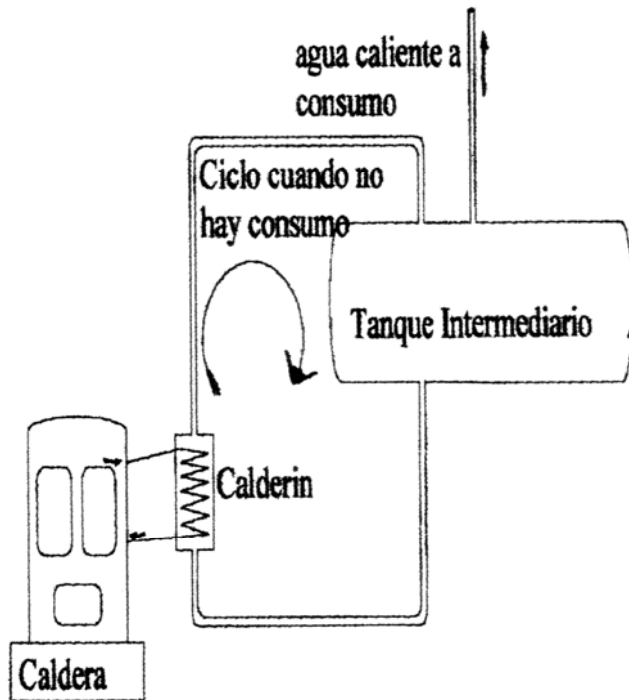 agua caliente a
consumo
Ciclo cuando no
hay consumo
Tanque Intermediario
Calderin
Caldera